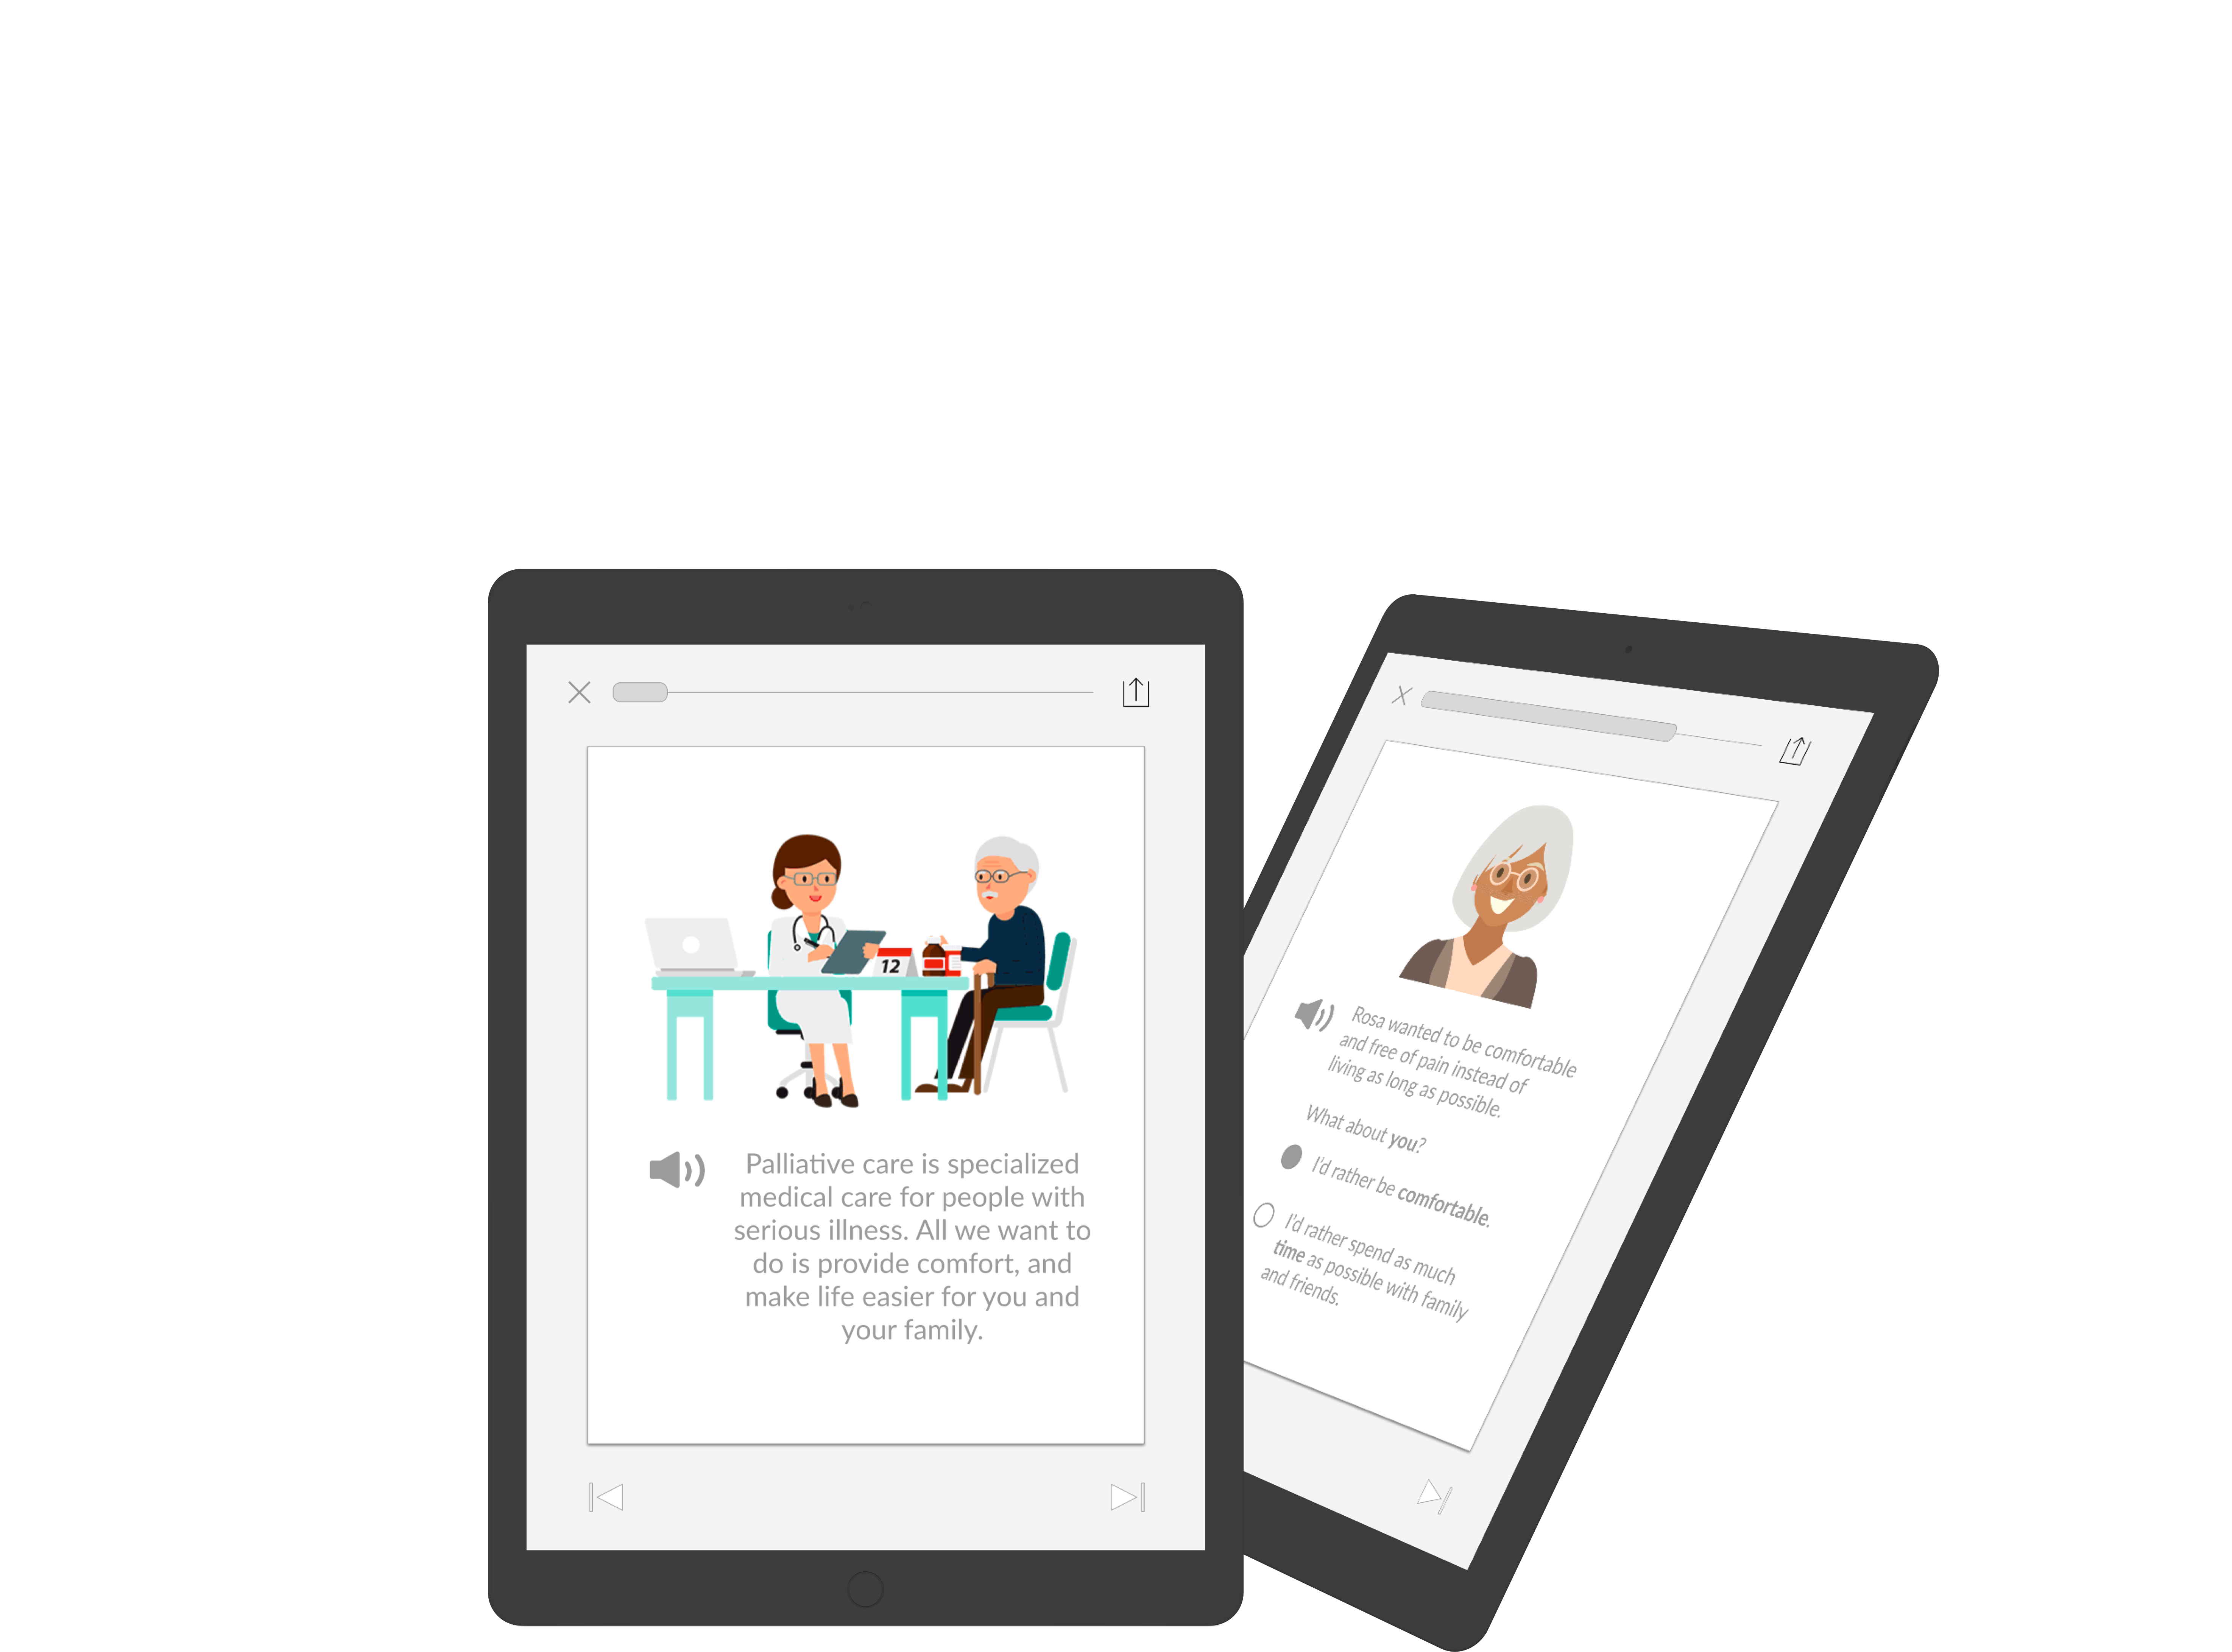 12
Palliative care is specialized
medical care for people with
serious illness. All we want to
do is provide comfort, and
make life easier for you and
your family.
Rosa wanted to be comfortable
and free of pain instead of
living as long as possible.
What about you?
I'd rather be comfortable.
I'd rather spend as much
time as possible with family
and friends.